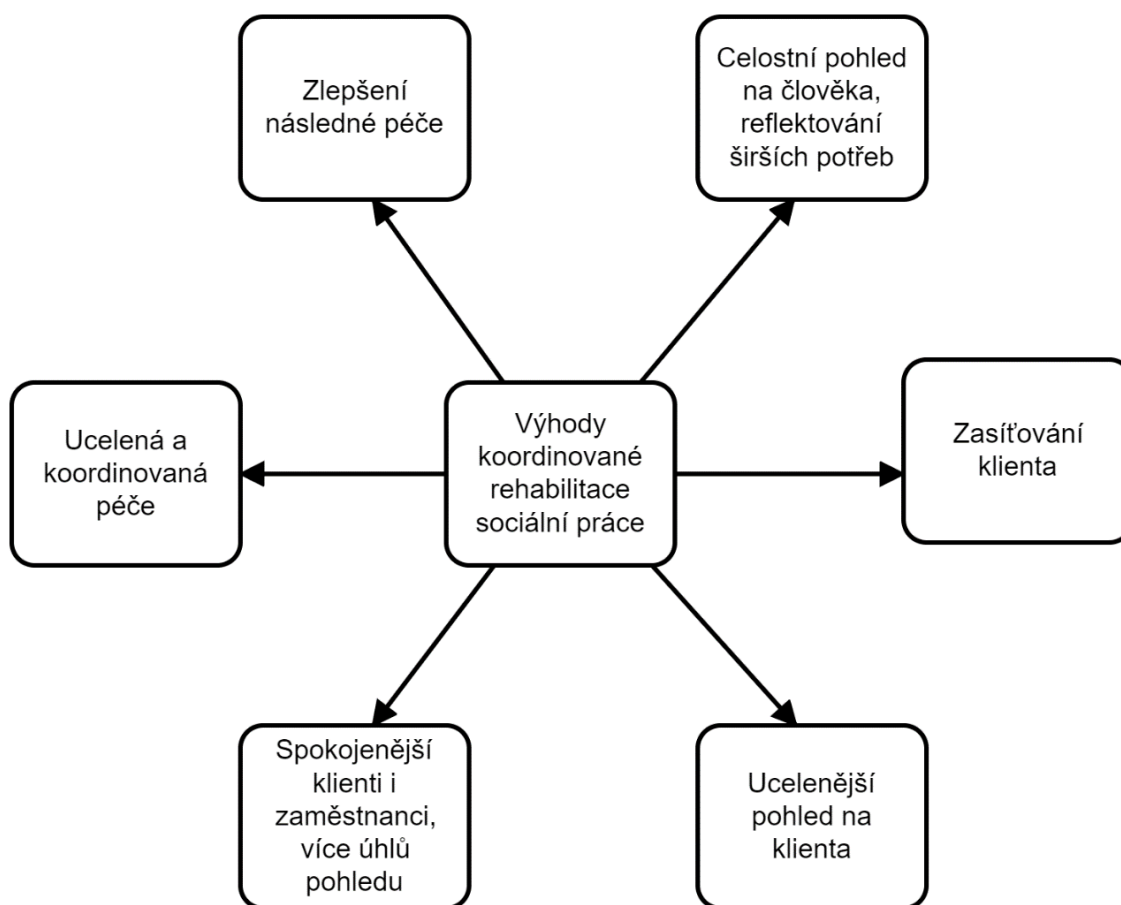 Zlepšení
následné péče
Celostní pohled
na člověka,
reflektování
širších potřeb
Ucelená a
koordinovaná
péče
Výhody
koordinované
rehabilitace
sociální práce
Zasíťování
klienta
Spokojenější
klienti i
zaměstnanci,
více úhlů
pohledu
Ucelenější
pohled na
klienta